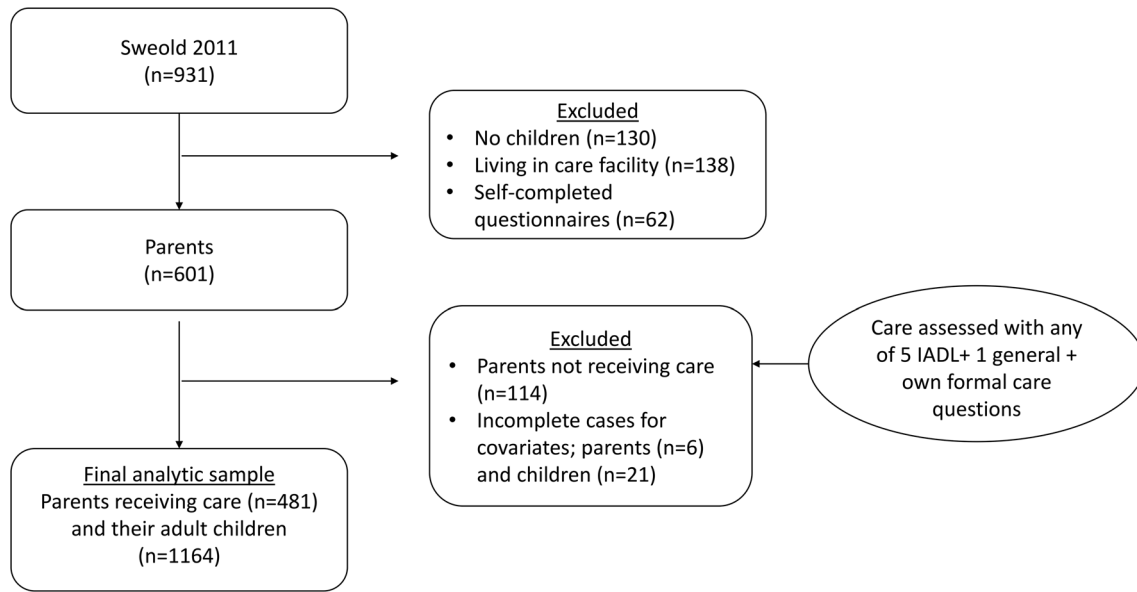 Sweold 2011
(n=931)
Excluded
• No children (n=130)
• Living in care facility (n=138)
• Self-completed
questionnaires (n=62)
Parents
(n=601)
Excluded
• Parents not receiving care
(n=114)
• Incomplete cases for
covariates; parents (n=6)
and children (n=21)
Care assessed with any
of 5 IADL+ 1 general +
own formal care
questions
Final analytic sample
Parents receiving care (n=481)
and their adult children
(n=1164)